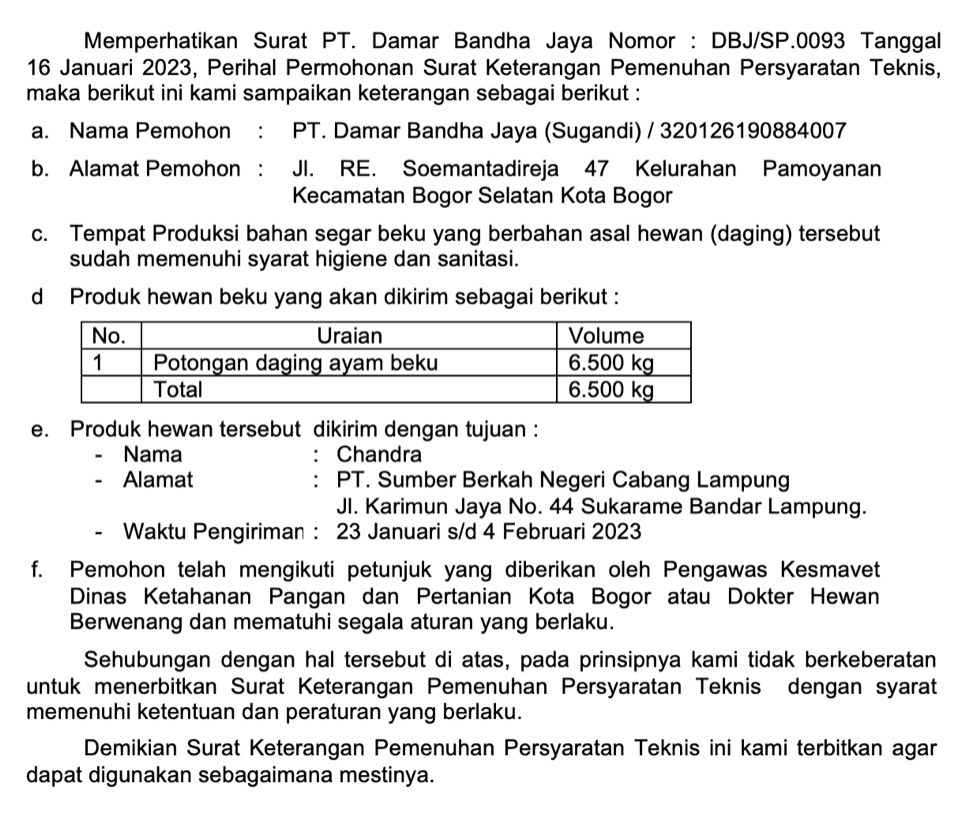 Memperhatikan Surat PT. Damar Bandha Jaya Nomor : DBJ/SP.0093 Tanggal
16 Januari 2023, Perihal Permohonan Surat Keterangan Pemenuhan Persyaratan Teknis,
maka berikut ini kami sampaikan keterangan sebagai berikut :
a. Nama Pemohon : PT. Damar Bandha Jaya (Sugandi) / 320126190884007
b. Alamat Pemohon : Jl. RE. Soemantadireja 47 Kelurahan Pamoyanan
Kecamatan Bogor Selatan Kota Bogor
c. Tempat Produksi bahan segar beku yang berbahan asal hewan (daging) tersebut
sudah memenuhi syarat higiene dan sanitasi.
d Produk hewan beku yang akan dikirim sebagai berikut :
No. Uraian Volume
1 Potongan daging ayam beku 6.500 kg
Total 6.500 kg
e. Produk hewan tersebut dikirim dengan tujuan :
- Nama : Chandra
- Alamat : PT. Sumber Berkah Negeri Cabang Lampung
Jl. Karimun Jaya No. 44 Sukarame Bandar Lampung.
- Waktu Pengiriman : 23 Januari s/d 4 Februari 2023
f. Pemohon telah mengikuti petunjuk yang diberikan oleh Pengawas Kesmavet
Dinas Ketahanan Pangan dan Pertanian Kota Bogor atau Dokter Hewan
Berwenang dan mematuhi segala aturan yang berlaku.
Sehubungan dengan hal tersebut di atas, pada prinsipnya kami tidak berkeberatan
untuk menerbitkan Surat Keterangan Pemenuhan Persyaratan Teknis dengan syarat
memenuhi ketentuan dan peraturan yang berlaku.
Demikian Surat Keterangan Pemenuhan Persyaratan Teknis ini kami terbitkan agar
dapat digunakan sebagaimana mestinya.